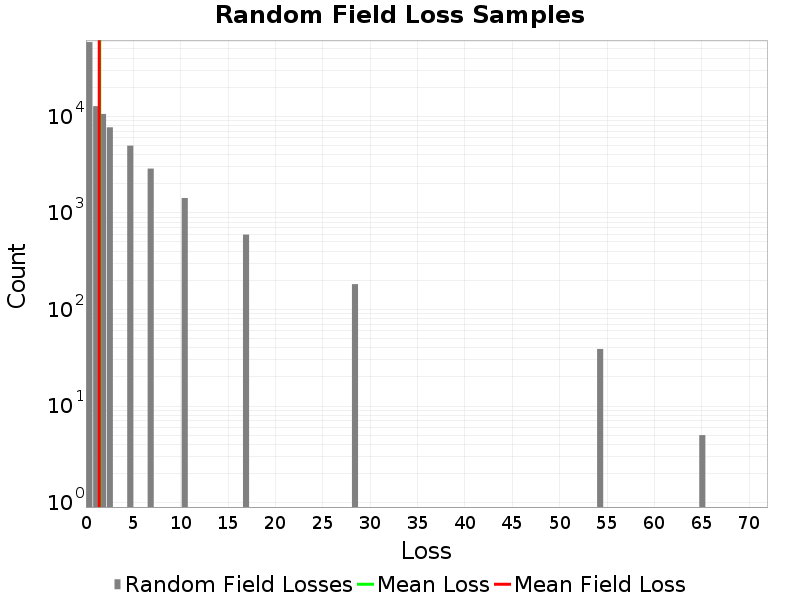 Random Field Loss Samples
Count
10^4
10^3
10^2
10^1
10^0
0 5 10 15 20 25 30 35 40 45 50 55 60 65 70
Loss
Random Field Losses Mean Loss Mean Field Loss